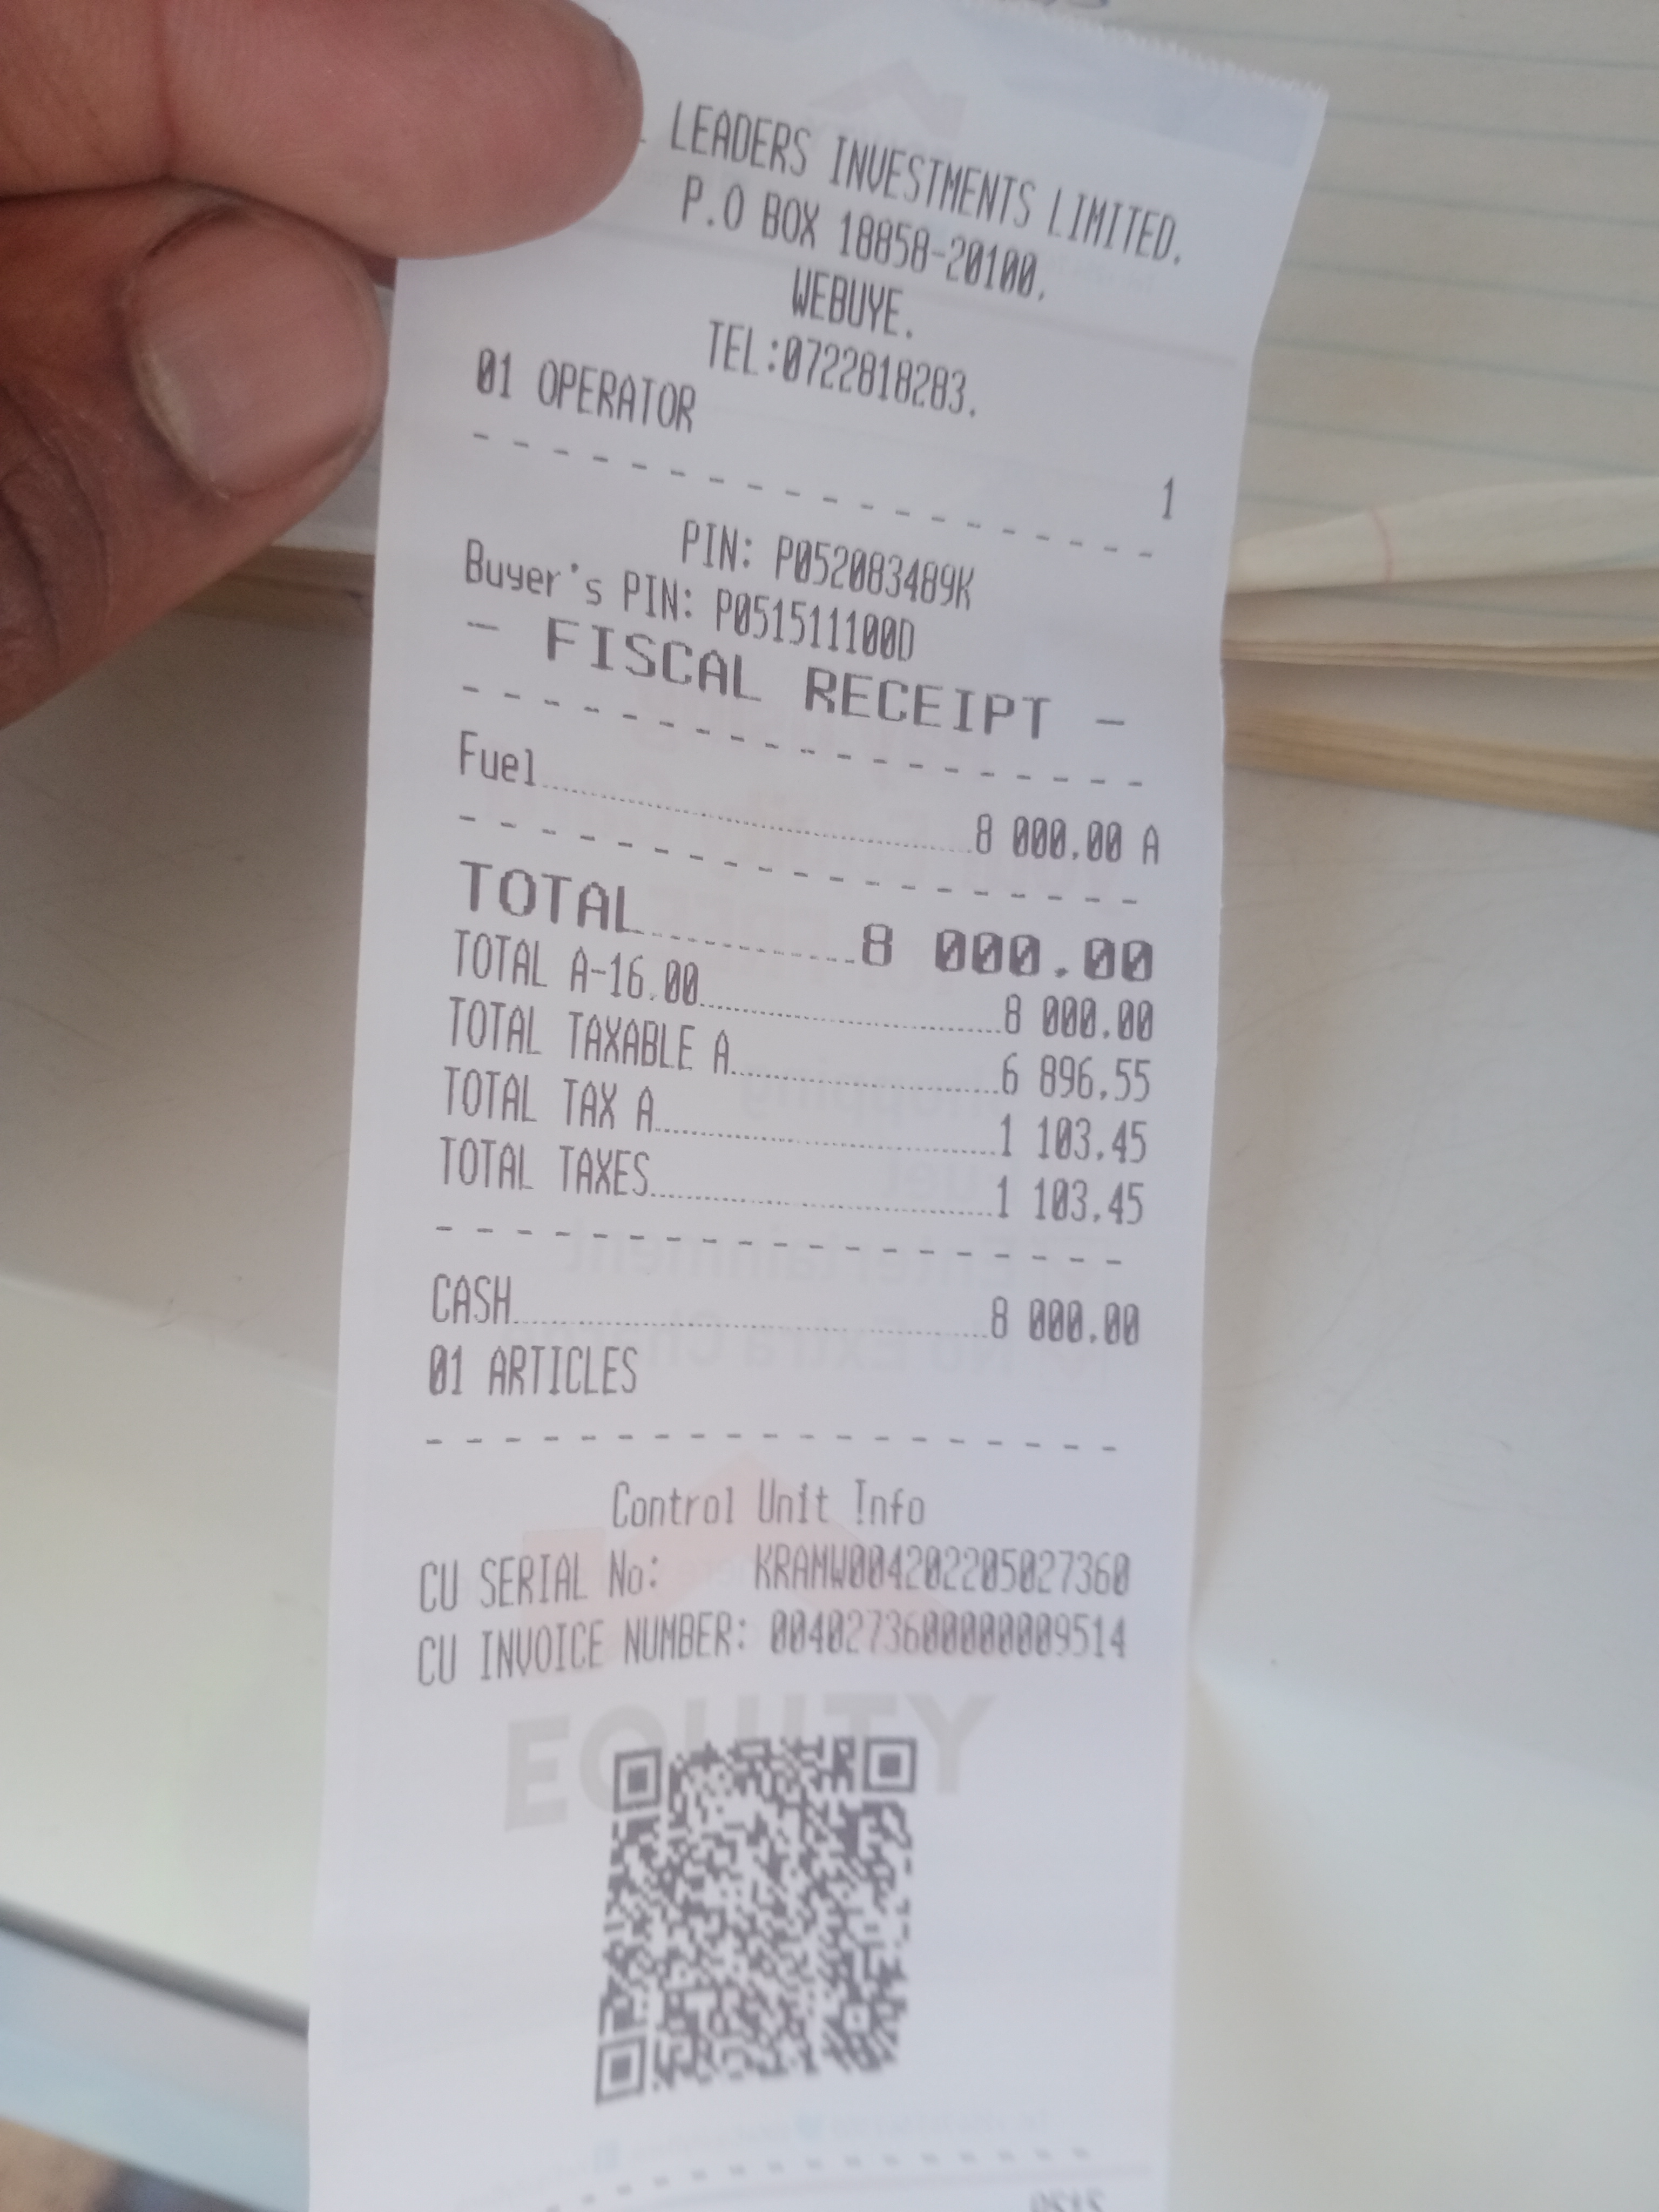 LEADERS INVESTMENTS LIMITED.
P.O BOX 18858-20100.
WEBUYE.
TEL:0722818283.
01 OPERATOR
1
PIN: P052083489K
Buyer's PIN: P051511100D
- FISCAL RECEIPT -
Fuel 8 000.00 A
TOTAL 8 000.00
TOTAL A-16.00 8 000.00
TOTAL TAXABLE A 6 896.55
TOTAL TAX A 1 103.45
TOTAL TAXES 1 103.45
CASH 8 000.00
01 ARTICLES
Control Unit Info
CU SERIAL No: KRAMW004202205027360
CU INVOICE NUMBER: 0040273600000009514
EQUITY